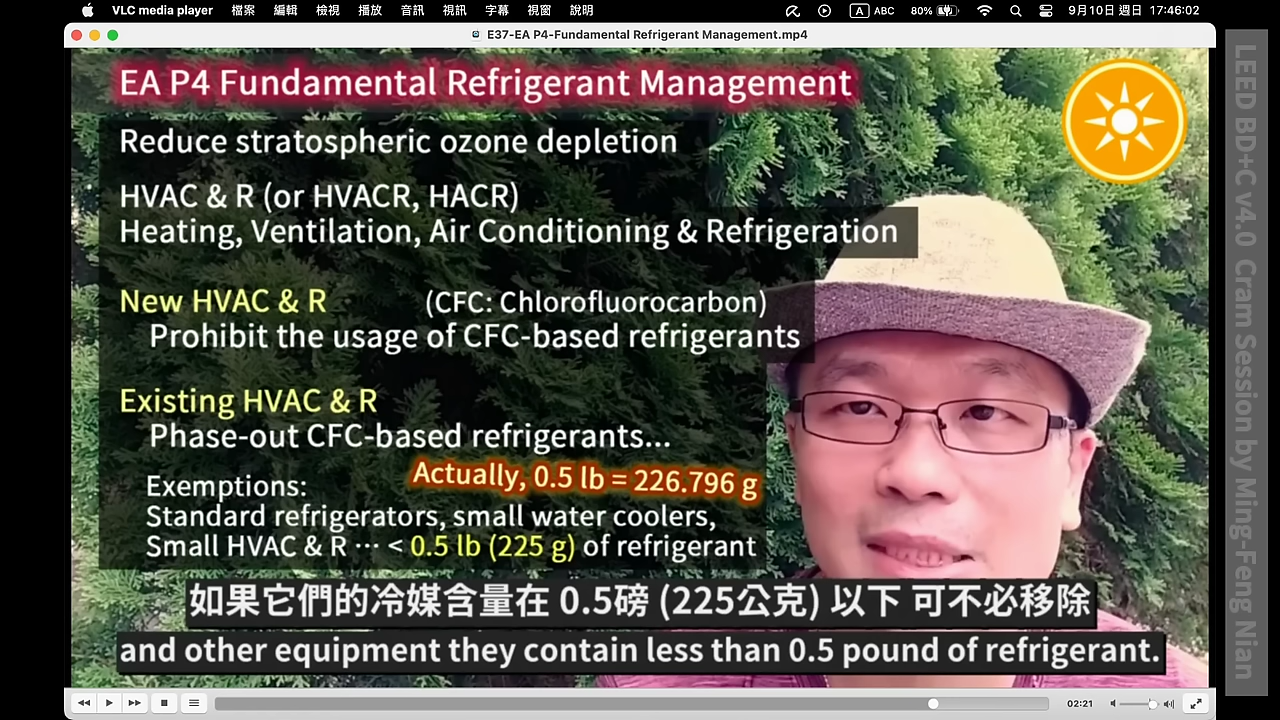 VLC media player 檔案 編輯 檢視 播放 音訊 視訊 字幕 視窗 說明 A ABC 80% 9月10日 週日 17:46:02
E37-EA P4-Fundamental Refrigerant Management.mp4
EA P4 Fundamental Refrigerant Management
Reduce stratospheric ozone depletion
HVAC & R (or HVACR, HACR)
Heating, Ventilation, Air Conditioning & Refrigeration
New HVAC & R (CFC: Chlorofluorocarbon)
Prohibit the usage of CFC-based refrigerants
Existing HVAC & R
Phase-out CFC-based refrigerants...
Actually, 0.5 lb = 226.796 g
Exemptions:
Standard refrigerators, small water coolers,
Small HVAC & R ⋯ < 0.5 lb (225 g) of refrigerant
如果它們的冷媒含量在 0.5磅 (225公克) 以下 可不必移除
and other equipment they contain less than 0.5 pound of refrigerant.
02:21
LEED BD+C v4.0 Cram Session by Ming-Feng Nian